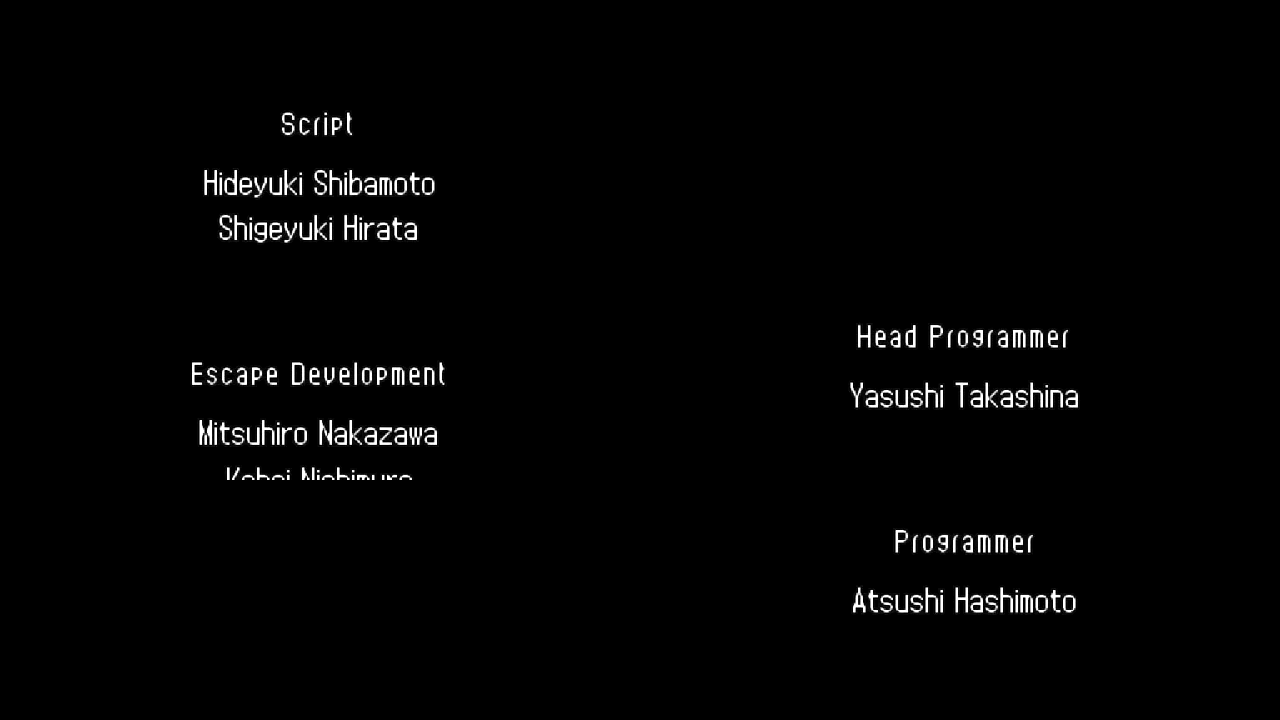 Script
Hideyuki Shibamoto
Shigeyuki Hirata
Escape Development
Mitsuhiro Nakazawa
Head Programmer
Yasushi Takashina
Programmer
Atsushi Hashimoto